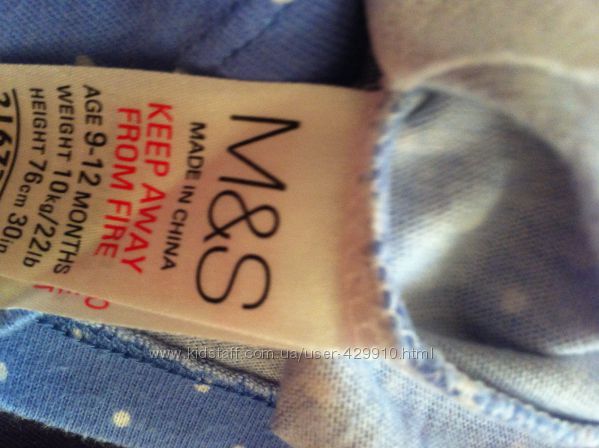 M&S
MADE IN CHINA
KEEP AWAY
FROM FIRE
AGE 9-12 MONTHS
WEIGHT 10kg/22lb
HEIGHT 76cm 30in
www.kidstaff.com.ua/user-429910.html